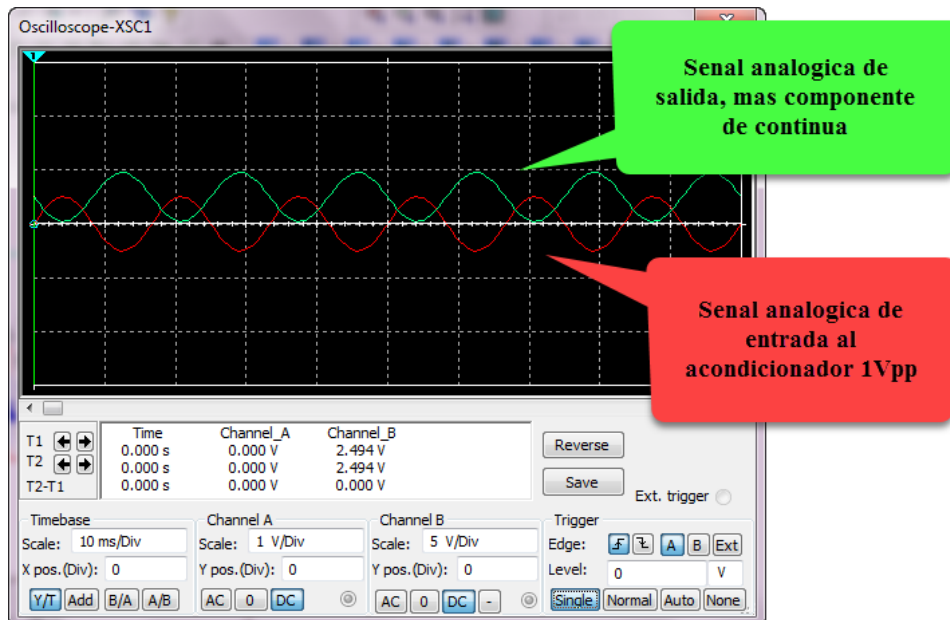 Oscilloscope-XSC1
1
Senal analogica de
salida, mas componente
de continua
Senal analogica de
entrada al
acondicionador 1Vpp
Time Channel_A Channel_B
T1 0.000 s 0.000 V 2.494 V
T2 0.000 s 0.000 V 2.494 V
T2-T1 0.000 s 0.000 V 0.000 V
Reverse
Save
Ext. trigger
Timebase
Scale: 10 ms/Div
X pos.(Div): 0
Y/T Add B/A A/B
Channel A
Scale: 1 V/Div
Y pos.(Div): 0
AC 0 DC
Channel B
Scale: 5 V/Div
Y pos.(Div): 0
AC 0 DC -
Trigger
Edge: A B Ext
Level: 0 V
Single Normal Auto None